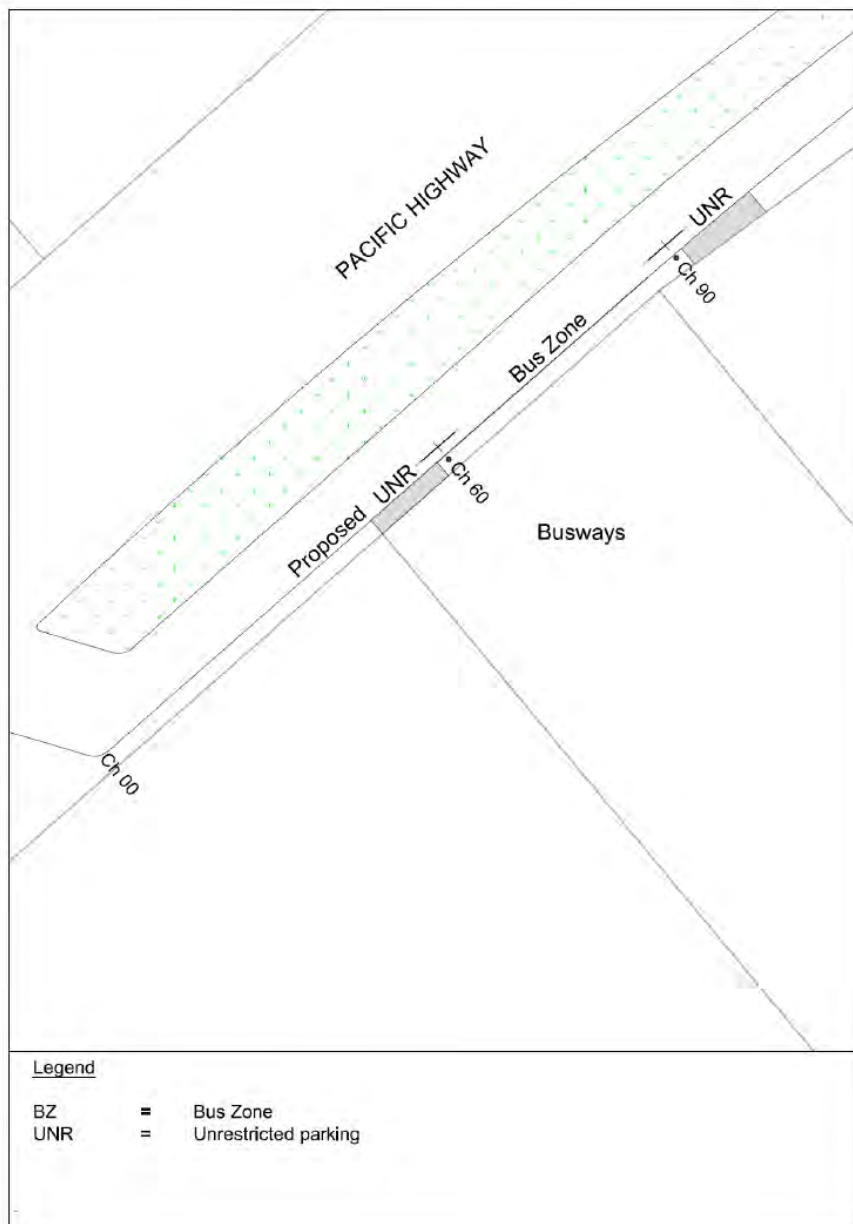 PACIFIC HIGHWAY
UNR
Ch 90
Bus Zone
UNR
Ch 60
Proposed
Busways
Ch 00
Legend
BZ = Bus Zone
UNR = Unrestricted parking